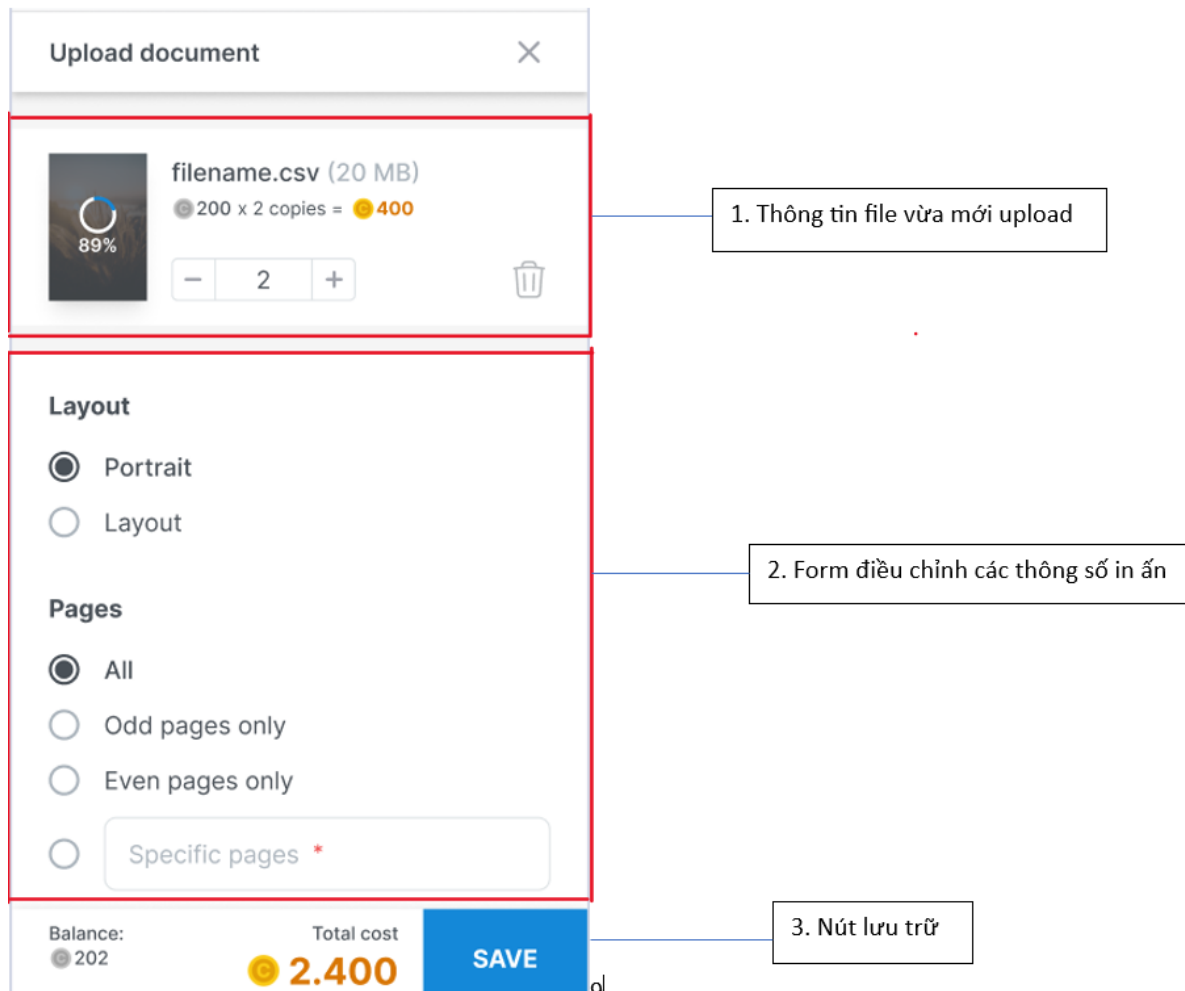 Upload document
filename.csv (20 MB)
C 200 x 2 copies = C 400
89%
− 2 +
1. Thông tin file vừa mới upload
Layout
Portrait
Layout
2. Form điều chỉnh các thông số in ấn
Pages
All
Odd pages only
Even pages only
Specific pages *
Balance:
C 202
Total cost
C 2.400
SAVE
3. Nút lưu trữ